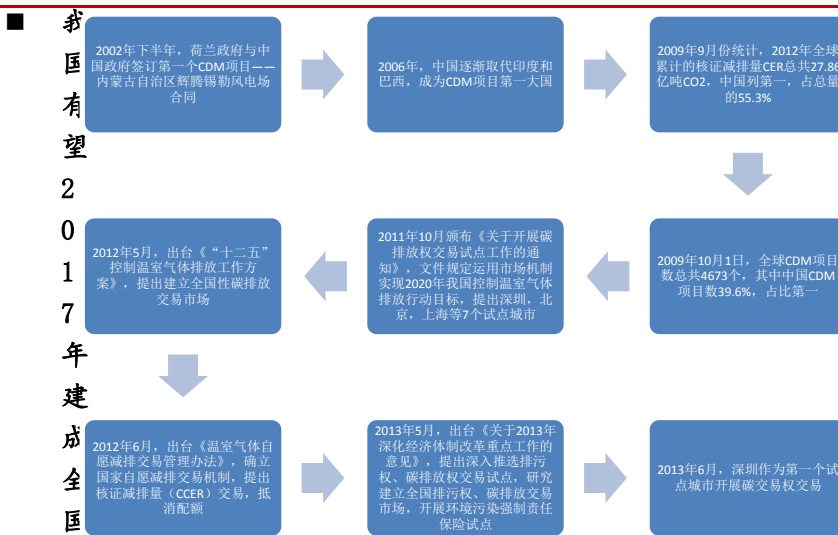 ■ 我国有望2017年建成全国
2002年下半年，荷兰政府与中
国政府签订第一个CDM项目——
内蒙古自治区辉腾锡勒风电场
合同
2006年，中国逐渐取代印度和
巴西，成为CDM项目第一大国
2009年9月份统计，2012年全球
累计的核证减排量CER总共27.86
亿吨CO2，中国列第一，占总量
的55.3%
2009年10月1日，全球CDM项目
数总共4673个，其中中国CDM
项目数39.6%，占比第一
2011年10月颁布《关于开展碳
排放权交易试点工作的通
知》，文件规定运用市场机制
实现2020年我国控制温室气体
排放行动目标，提出深圳，北
京，上海等7个试点城市
2012年5月，出台《“十二五”
控制温室气体排放工作方
案》，提出建立全国性碳排放
交易市场
2012年6月，出台《温室气体自
愿减排交易管理办法》，确立
国家自愿减排交易机制，提出
核证减排量（CCER）交易，抵
消配额
2013年5月，出台《关于2013年
深化经济体制改革重点工作的
意见》，提出深入推选排污
权、碳排放权交易试点，研究
建立全国排污权、碳排放交易
市场，开展环境污染强制责任
保险试点
2013年6月，深圳作为第一个试
点城市开展碳交易权交易